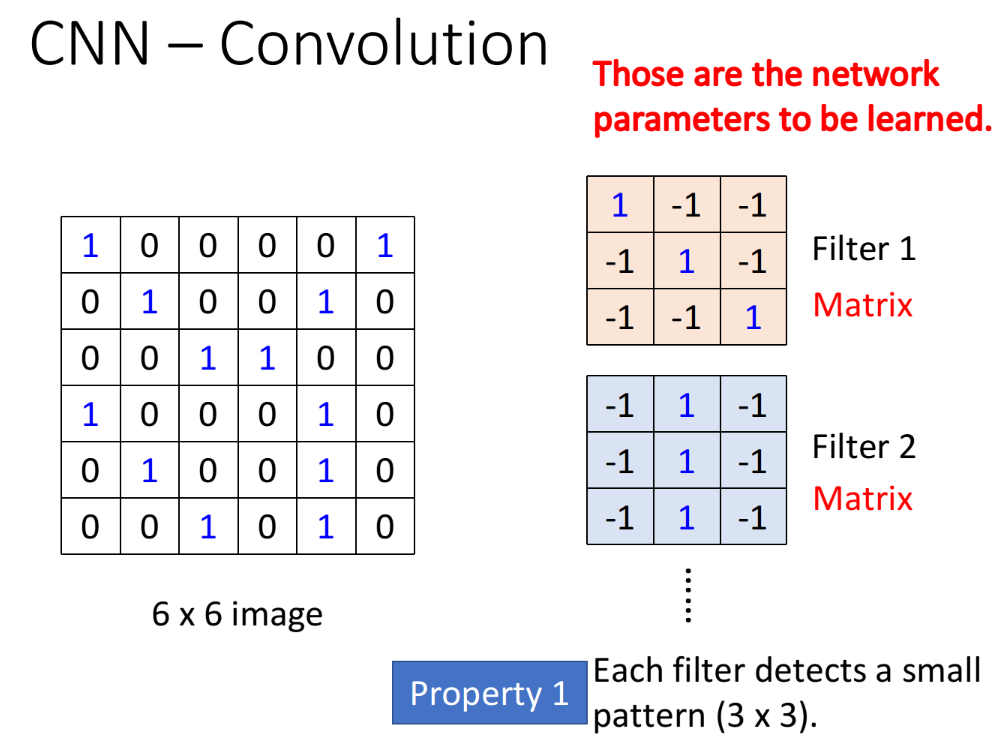 CNN – Convolution
Those are the network
parameters to be learned.
1 0 0 0 0 1
0 1 0 0 1 0
0 0 1 1 0 0
1 0 0 0 1 0
0 1 0 0 1 0
0 0 1 0 1 0
6 x 6 image
1 -1 -1
-1 1 -1
-1 -1 1
Filter 1
Matrix
-1 1 -1
-1 1 -1
-1 1 -1
Filter 2
Matrix
......
Property 1
Each filter detects a small
pattern (3 x 3).